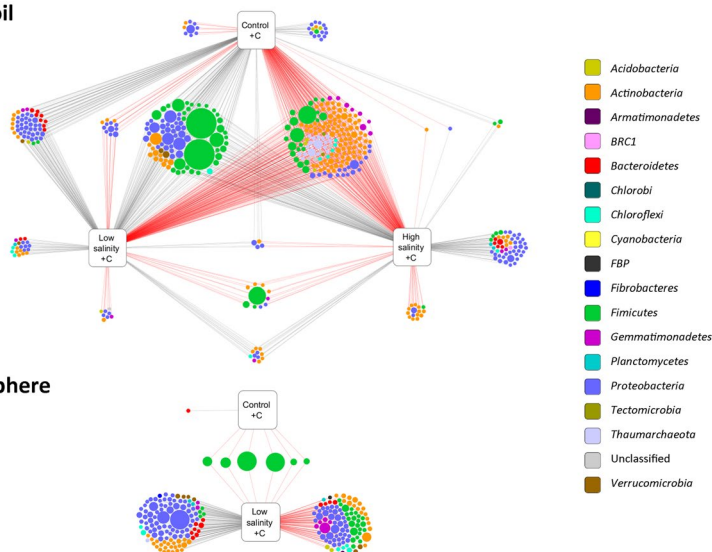 oil
Control
+C
Low
salinity
+C
High
salinity
+C
phere
Control
+C
Low
salinity
+C
Acidobacteria
Actinobacteria
Armatimonadetes
BRC1
Bacteroidetes
Chlorobi
Chloroflexi
Cyanobacteria
FBP
Fibrobacteres
Fimicutes
Gemmatimonadetes
Planctomycetes
Proteobacteria
Tectomicrobia
Thaumarchaeota
Unclassified
Verrucomicrobia